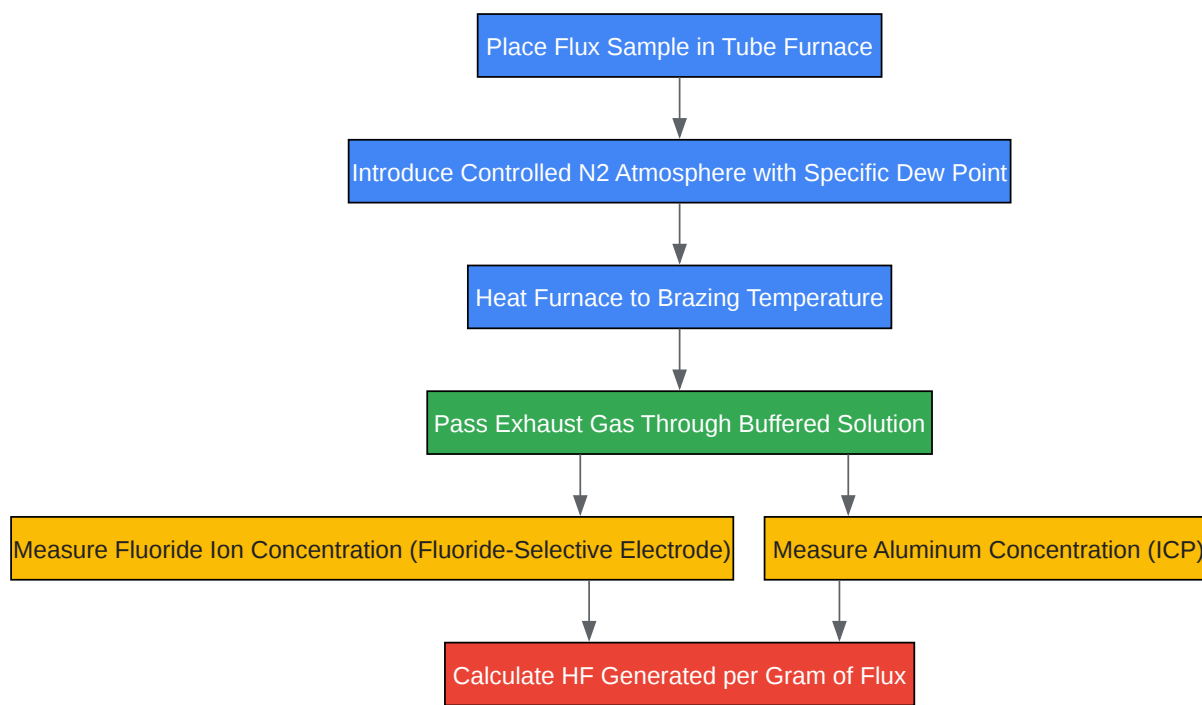 Place Flux Sample in Tube Furnace
Introduce Controlled N2 Atmosphere with Specific Dew Point
Heat Furnace to Brazing Temperature
Pass Exhaust Gas Through Buffered Solution
Measure Fluoride Ion Concentration (Fluoride-Selective Electrode)
Measure Aluminum Concentration (ICP)
Calculate HF Generated per Gram of Flux